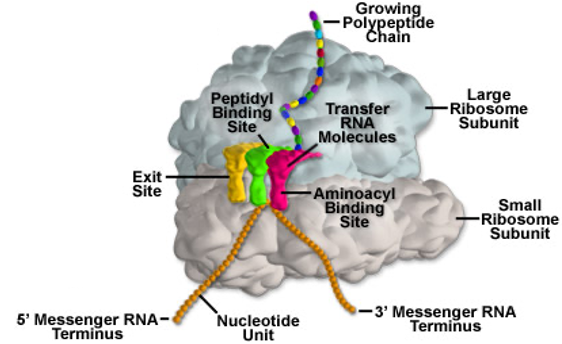 Growing
Polypeptide
Chain
Peptidyl
Binding
Site
Transfer
RNA
Molecules
Large
Ribosome
Subunit
Exit
Site
Aminoacyl
Binding
Site
Small
Ribosome
Subunit
5' Messenger RNA
Terminus
Nucleotide
Unit
3' Messenger RNA
Terminus